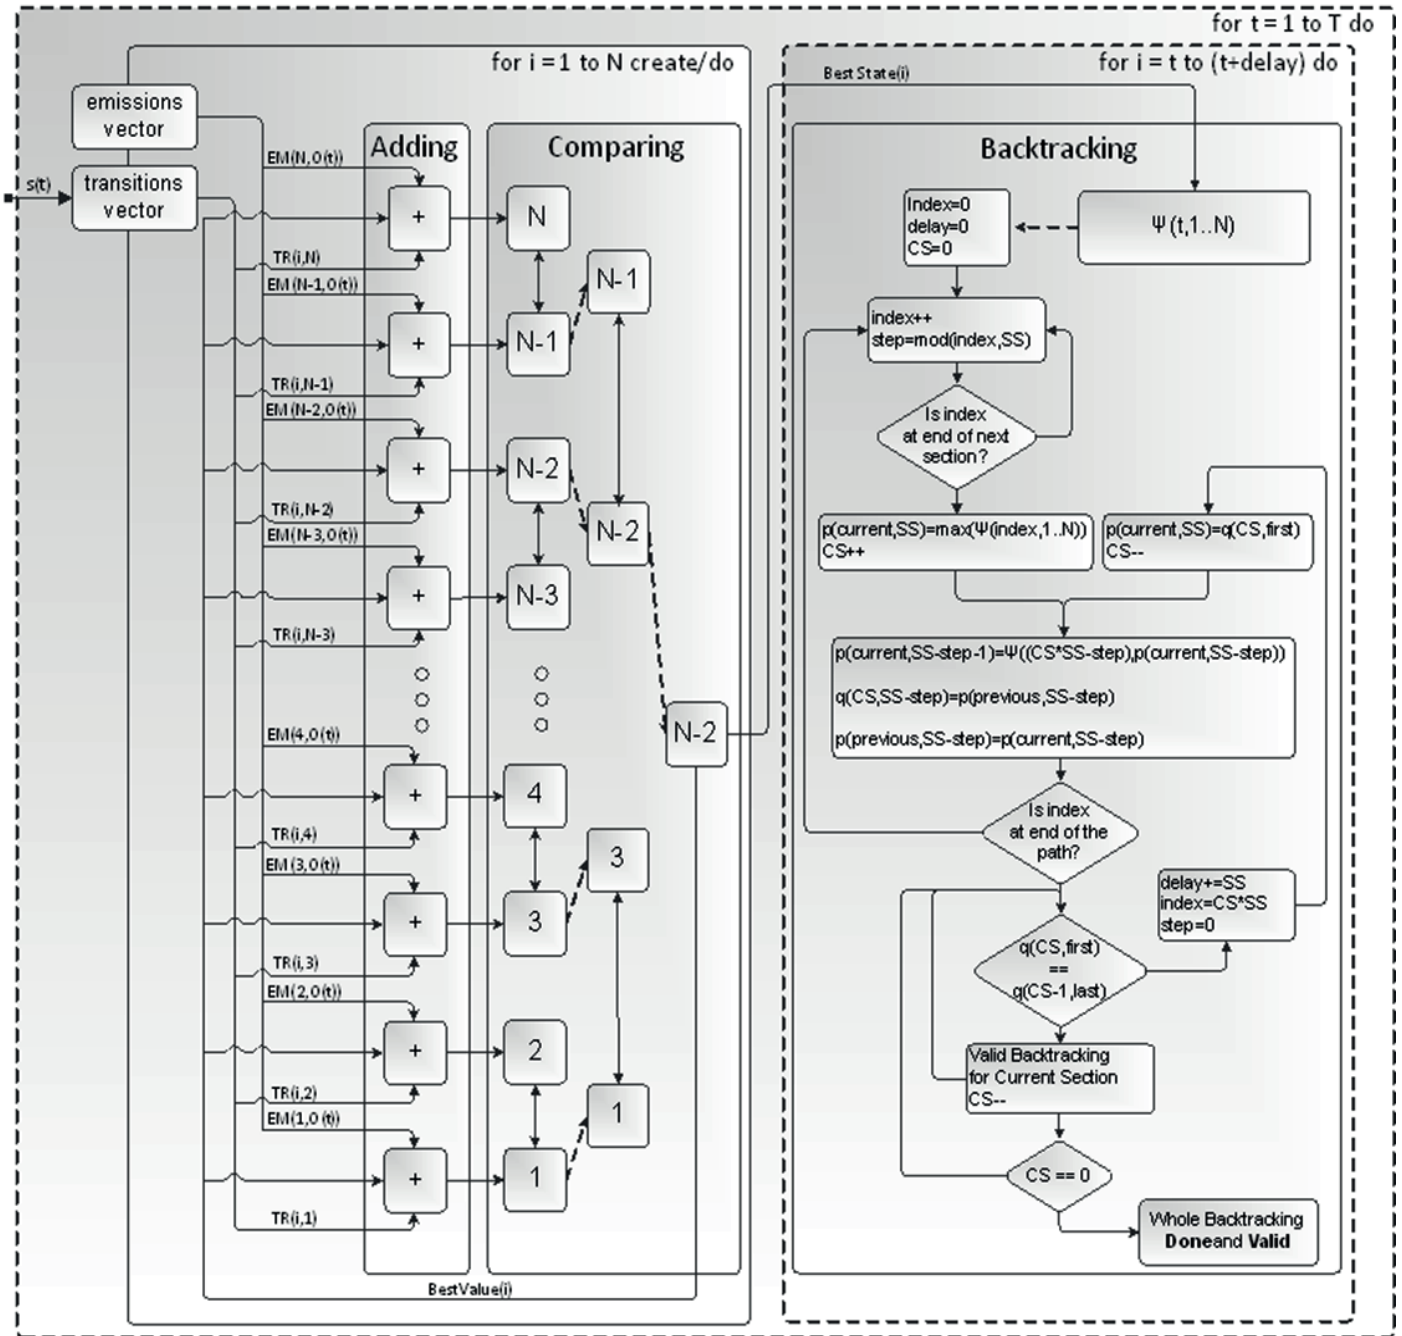 for t = 1 to T do
for i = 1 to N create/do
for i = t to (t+delay) do
Best State(i)
emissions
vector
transitions
vector
s(t)
Adding
Comparing
Backtracking
EM(N,O(t))
+
N
TR(i,N)
EM(N-1,O(t))
N-1
+
N-1
TR(i,N-1)
EM(N-2,O(t))
+
N-2
N-2
TR(i,N-2)
EM(N-3,O(t))
+
N-3
TR(i,N-3)
N-2
EM(4,O(t))
+
4
TR(i,4)
EM(3,O(t))
3
+
3
TR(i,3)
EM(2,O(t))
+
2
TR(i,2)
EM(1,O(t))
1
+
1
TR(i,1)
BestValue(i)
Ψ(t,1..N)
Index=0
delay=0
CS=0
index++
step=mod(index,SS)
Is index
at end of next
section?
p(current,SS)=max(Ψ(index,1..N))
CS++
p(current,SS)=q(CS,first)
CS--
p(current,SS-step-1)=Ψ((CS*SS-step),p(current,SS-step))
q(CS,SS-step)=p(previous,SS-step)
p(previous,SS-step)=p(current,SS-step)
Is index
at end of the
path?
delay+=SS
index=CS*SS
step=0
q(CS,first)
==
q(CS-1,last)
Valid Backtracking
for Current Section
CS--
CS == 0
Whole Backtracking
Doneand Valid